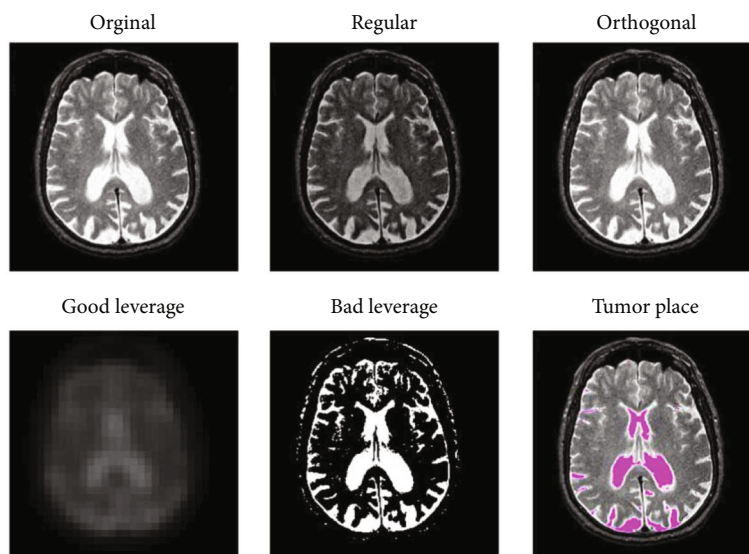 Orginal
Regular
Orthogonal
Good leverage
Bad leverage
Tumor place